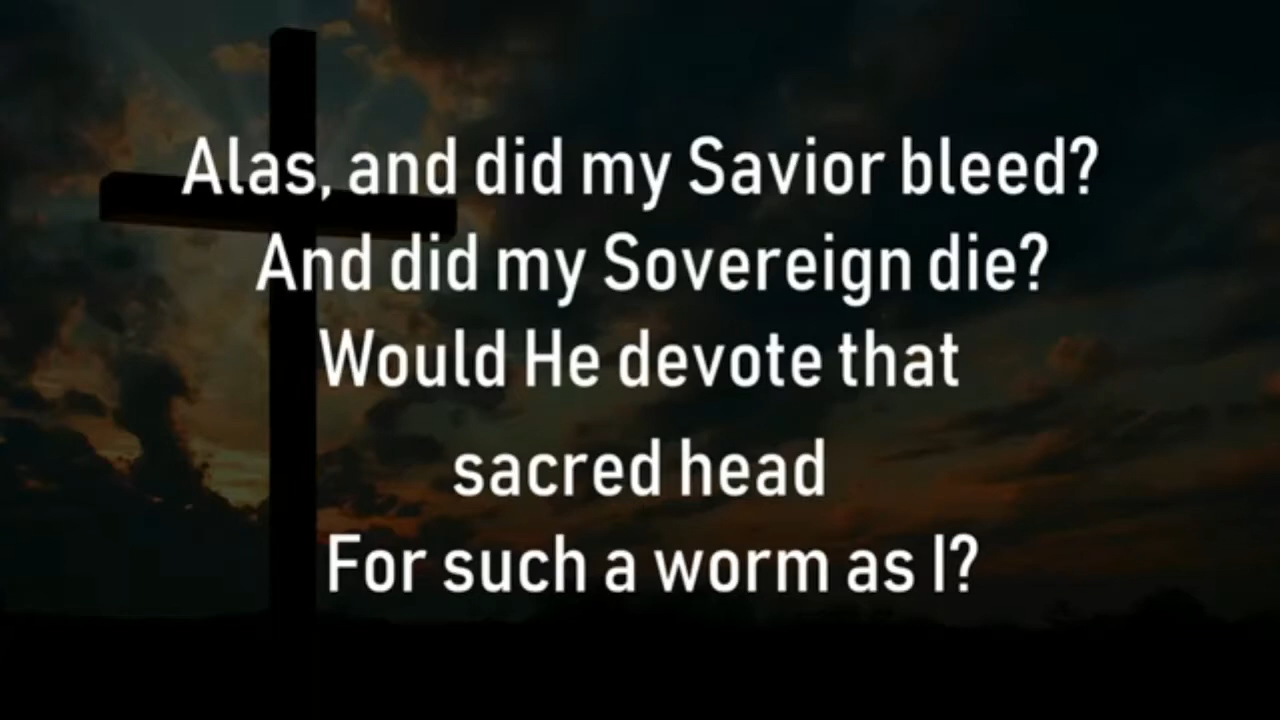 Alas, and did my Savior bleed?
And did my Sovereign die?
Would He devote that
sacred head
For such a worm as I?